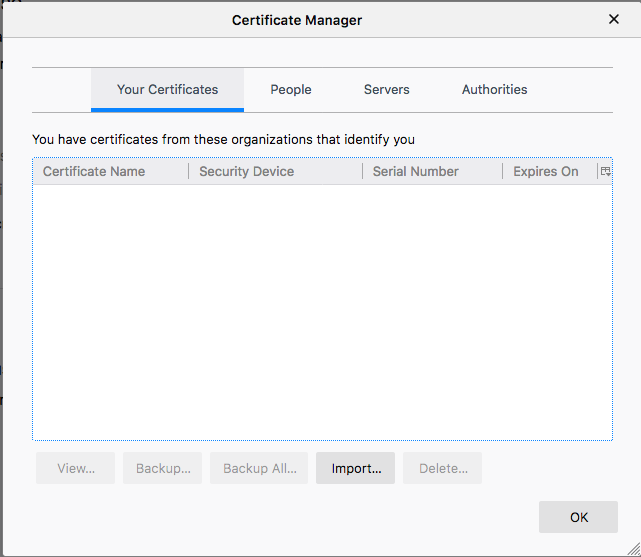 Certificate Manager
Your Certificates People Servers Authorities
You have certificates from these organizations that identify you
Certificate Name Security Device Serial Number Expires On
View... Backup... Backup All... Import... Delete...
OK